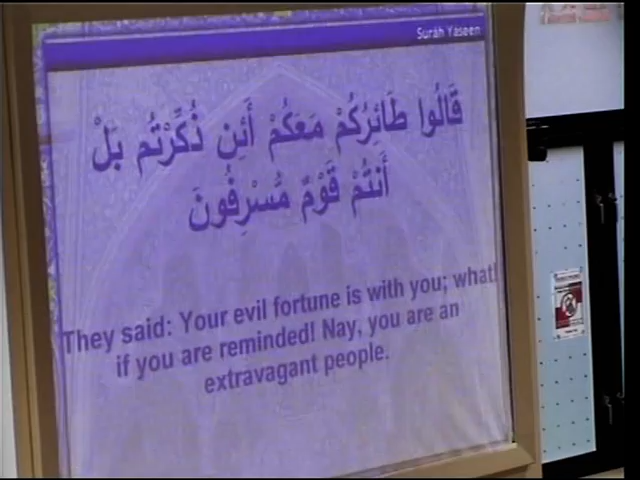 Surah Yaseen
قَالُوا طَائِرُكُمْ مَعَكُمْ أَئِن ذُكِّرْتُم بَلْ
أَنتُمْ قَوْمٌ مُّسْرِفُونَ
They said: Your evil fortune is with you; what!
if you are reminded! Nay, you are an
extravagant people.